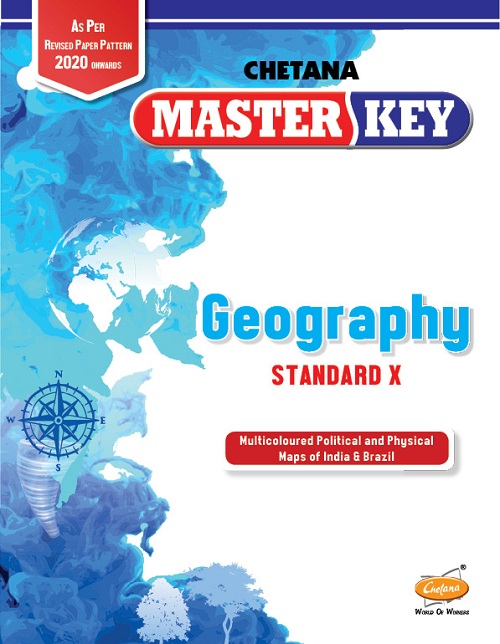 As Per
Revised Paper Pattern
2020 onwards
CHETANA
MASTER KEY
Geography
STANDARD X
Multicoloured Political and Physical
Maps of India & Brazil
N
W E
S
Chetana ®
World Of Winners